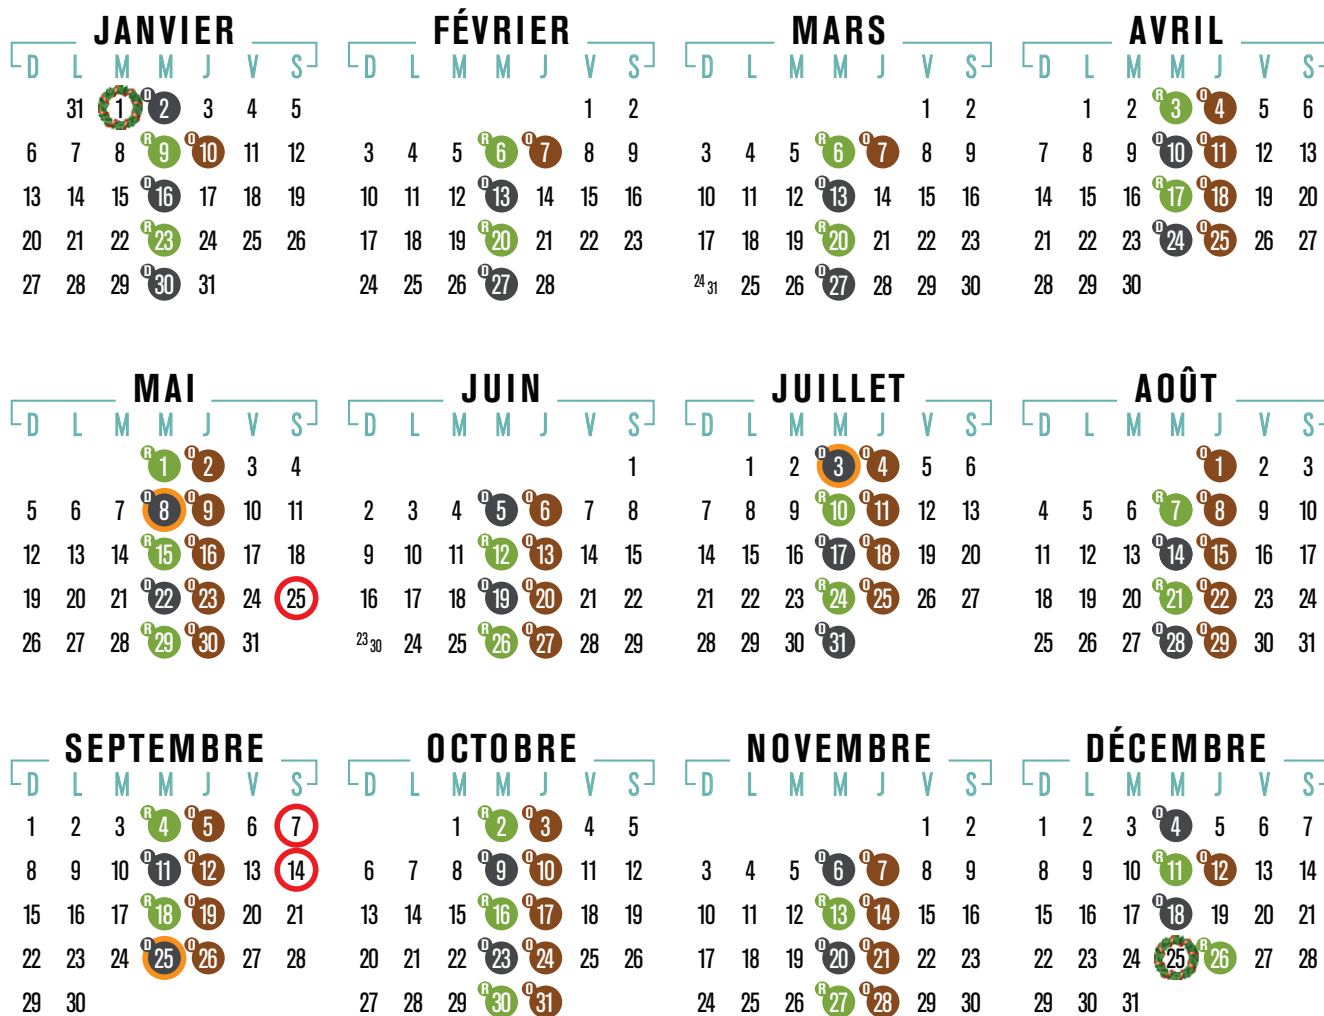 JANVIER FÉVRIER MARS AVRIL
D L M M J V S D L M M J V S D L M M J V S D L M M J V S
31 1 D 2 3 4 5 1 2 1 2 1 2 R 3 O 4 5 6
6 7 8 R 9 O 10 11 12 3 4 5 R 6 O 7 8 9 3 4 5 R 6 O 7 8 9 7 8 9 D 10 O 11 12 13
13 14 15 D 16 17 18 19 10 11 12 D 13 14 15 16 10 11 12 D 13 14 15 16 14 15 16 R 17 O 18 19 20
20 21 22 R 23 24 25 26 17 18 19 R 20 21 22 23 17 18 19 R 20 21 22 23 21 22 23 D 24 O 25 26 27
27 28 29 D 30 31 24 25 26 D 27 28 24 31 25 26 D 27 28 29 30 28 29 30
MAI JUIN JUILLET AOÛT
D L M M J V S D L M M J V S D L M M J V S D L M M J V S
R 1 O 2 3 4 1 1 2 D 3 O 4 5 6 O 1 2 3
5 6 7 D 8 O 9 10 11 2 3 4 D 5 O 6 7 8 7 8 9 R 10 O 11 12 13 4 5 6 R 7 O 8 9 10
12 13 14 R 15 O 16 17 18 9 10 11 R 12 O 13 14 15 14 15 16 D 17 O 18 19 20 11 12 13 D 14 O 15 16 17
19 20 21 D 22 O 23 24 25 16 17 18 D 19 O 20 21 22 21 22 23 R 24 O 25 26 27 18 19 20 R 21 O 22 23 24
26 27 28 R 29 O 30 31 23 30 24 25 R 26 O 27 28 29 28 29 30 D 31 25 26 27 D 28 O 29 30 31
SEPTEMBRE OCTOBRE NOVEMBRE DÉCEMBRE
D L M M J V S D L M M J V S D L M M J V S D L M M J V S
1 2 3 R 4 O 5 6 7 1 R 2 O 3 4 5 1 2 1 2 3 D 4 5 6 7
8 9 10 D 11 O 12 13 14 6 7 8 D 9 O 10 11 12 3 4 5 D 6 O 7 8 9 8 9 10 R 11 O 12 13 14
15 16 17 R 18 O 19 20 21 13 14 15 R 16 O 17 18 19 10 11 12 R 13 O 14 15 16 15 16 17 D 18 19 20 21
22 23 24 D 25 O 26 27 28 20 21 22 D 23 O 24 25 26 17 18 19 D 20 O 21 22 23 22 23 24 25 R 26 27 28
29 30 27 28 29 R 30 O 31 24 25 26 R 27 O 28 29 30 29 30 31